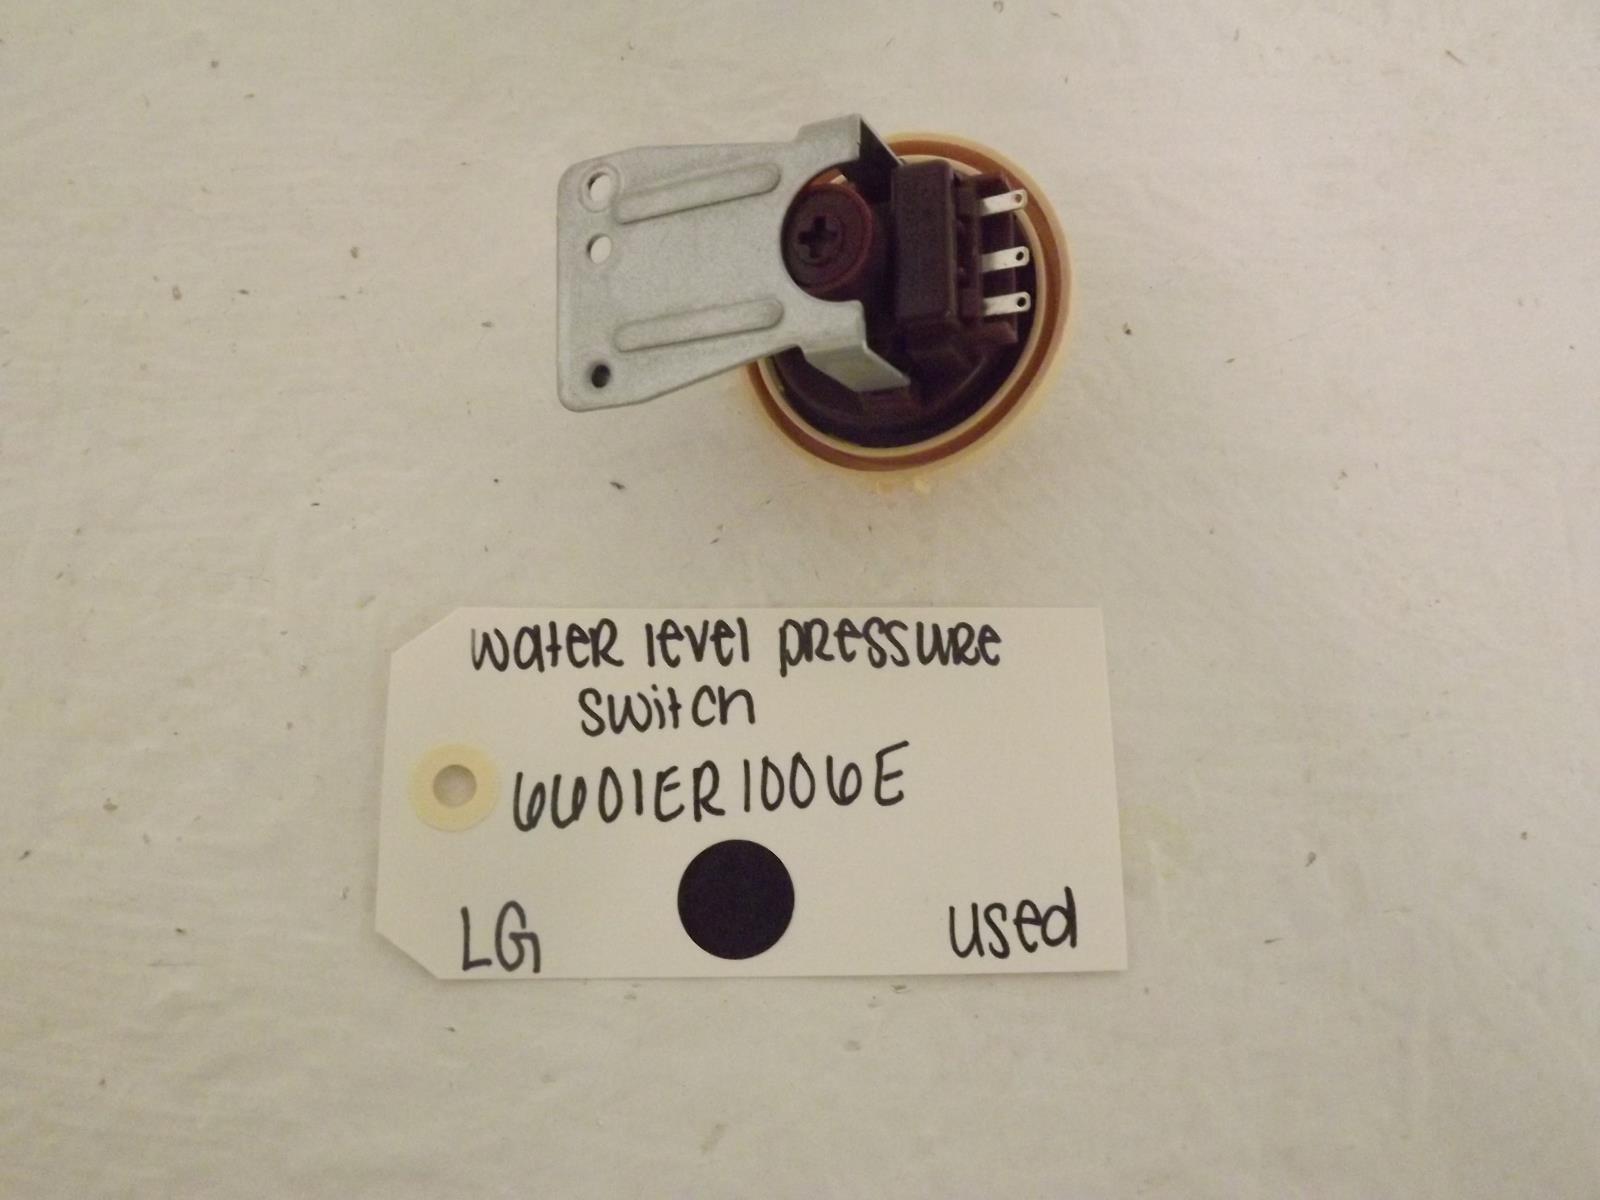 water level pressure
switch
6601ER1006E
LG
used